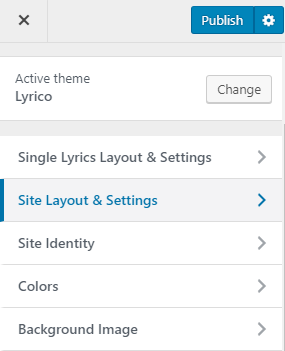 Publish
Active theme
Lyrico
Change
Single Lyrics Layout & Settings
Site Layout & Settings
Site Identity
Colors
Background Image